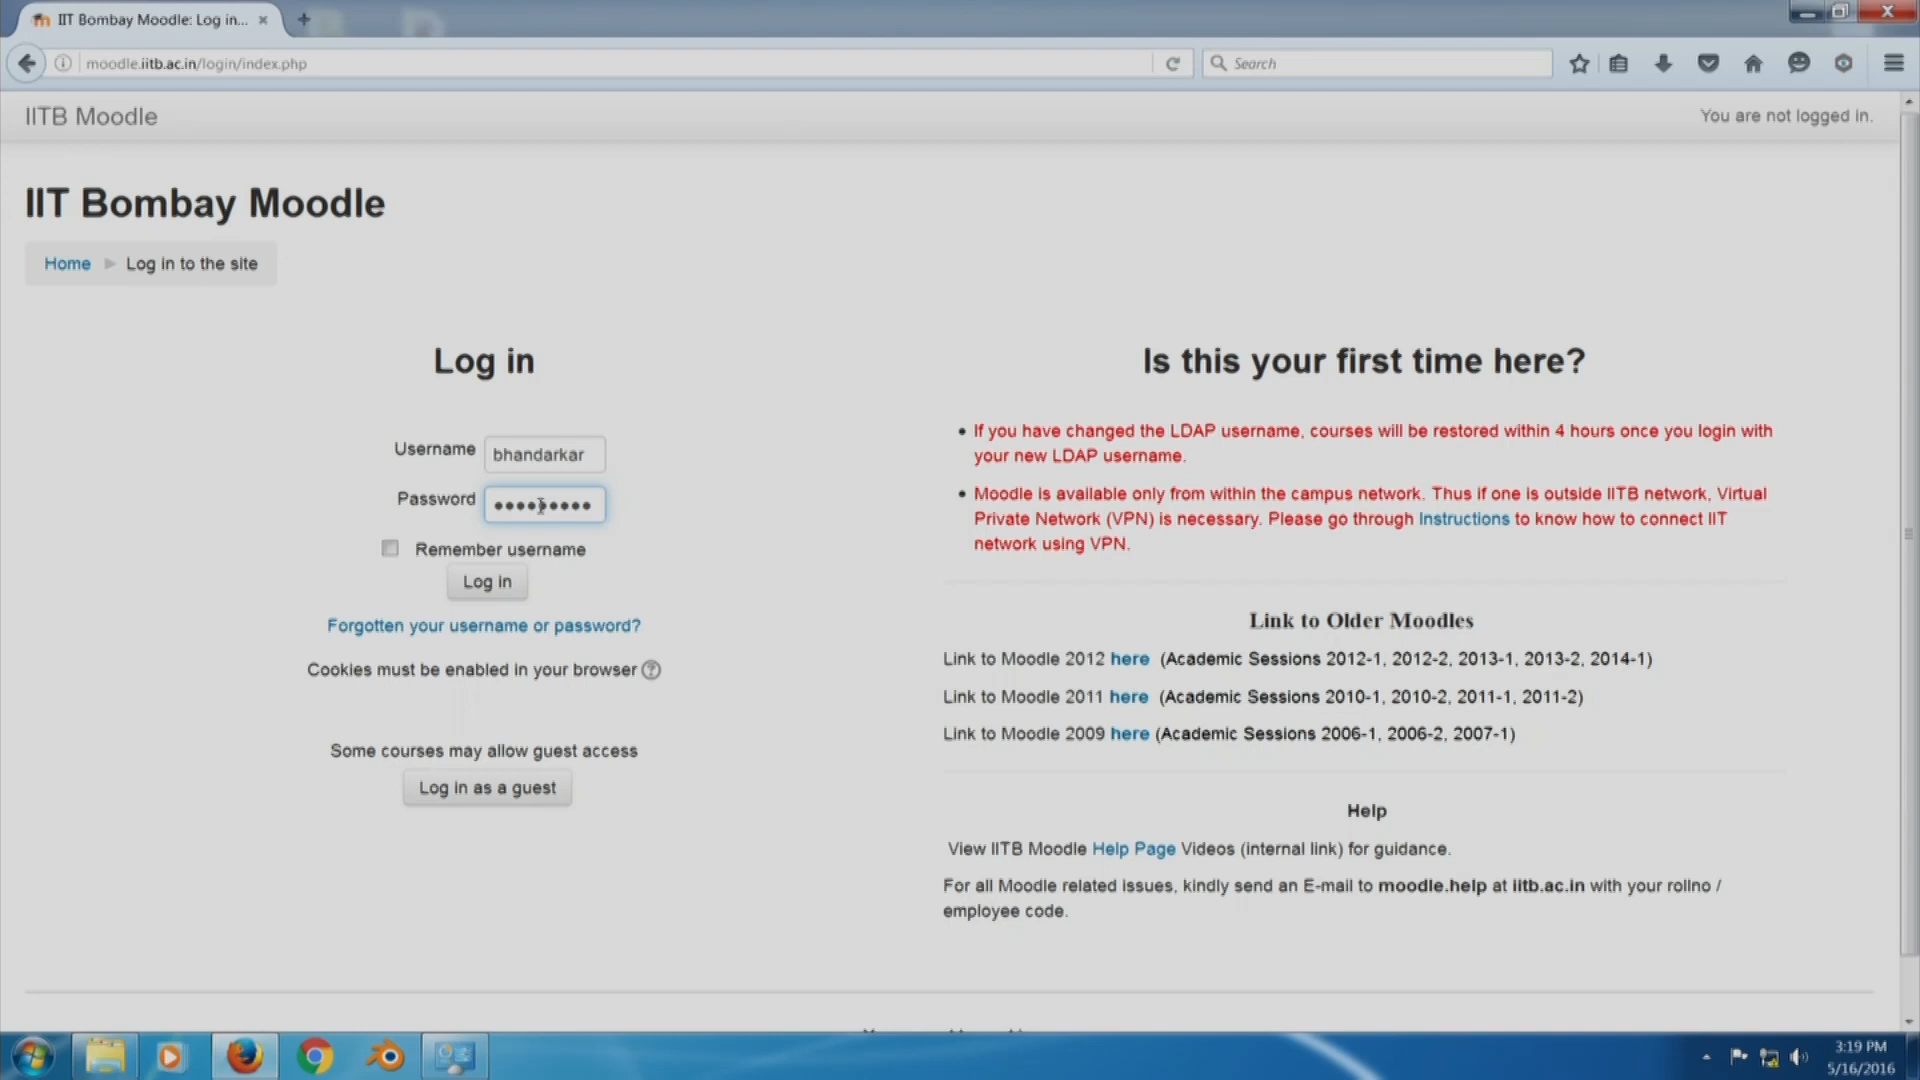 IIT Bombay Moodle: Log in...
moodle.iitb.ac.in/login/index.php
Search
IITB Moodle
You are not logged in.
IIT Bombay Moodle
Home
Log in to the site
Log in
Username
bhandarkar
Password
Remember username
Log in
Forgotten your username or password?
Cookies must be enabled in your browser
Some courses may allow guest access
Log in as a guest
Is this your first time here?
If you have changed the LDAP username, courses will be restored within 4 hours once you login with
your new LDAP username.
Moodle is available only from within the campus network. Thus if one is outside IITB network, Virtual
Private Network (VPN) is necessary. Please go through Instructions to know how to connect IIT
network using VPN.
Link to Older Moodles
Link to Moodle 2012 here (Academic Sessions 2012-1, 2012-2, 2013-1, 2013-2, 2014-1)
Link to Moodle 2011 here (Academic Sessions 2010-1, 2010-2, 2011-1, 2011-2)
Link to Moodle 2009 here (Academic Sessions 2006-1, 2006-2, 2007-1)
Help
View IITB Moodle Help Page Videos (internal link) for guidance.
For all Moodle related issues, kindly send an E-mail to moodle.help at iitb.ac.in with your rollno /
employee code.
3:19 PM
5/16/2016